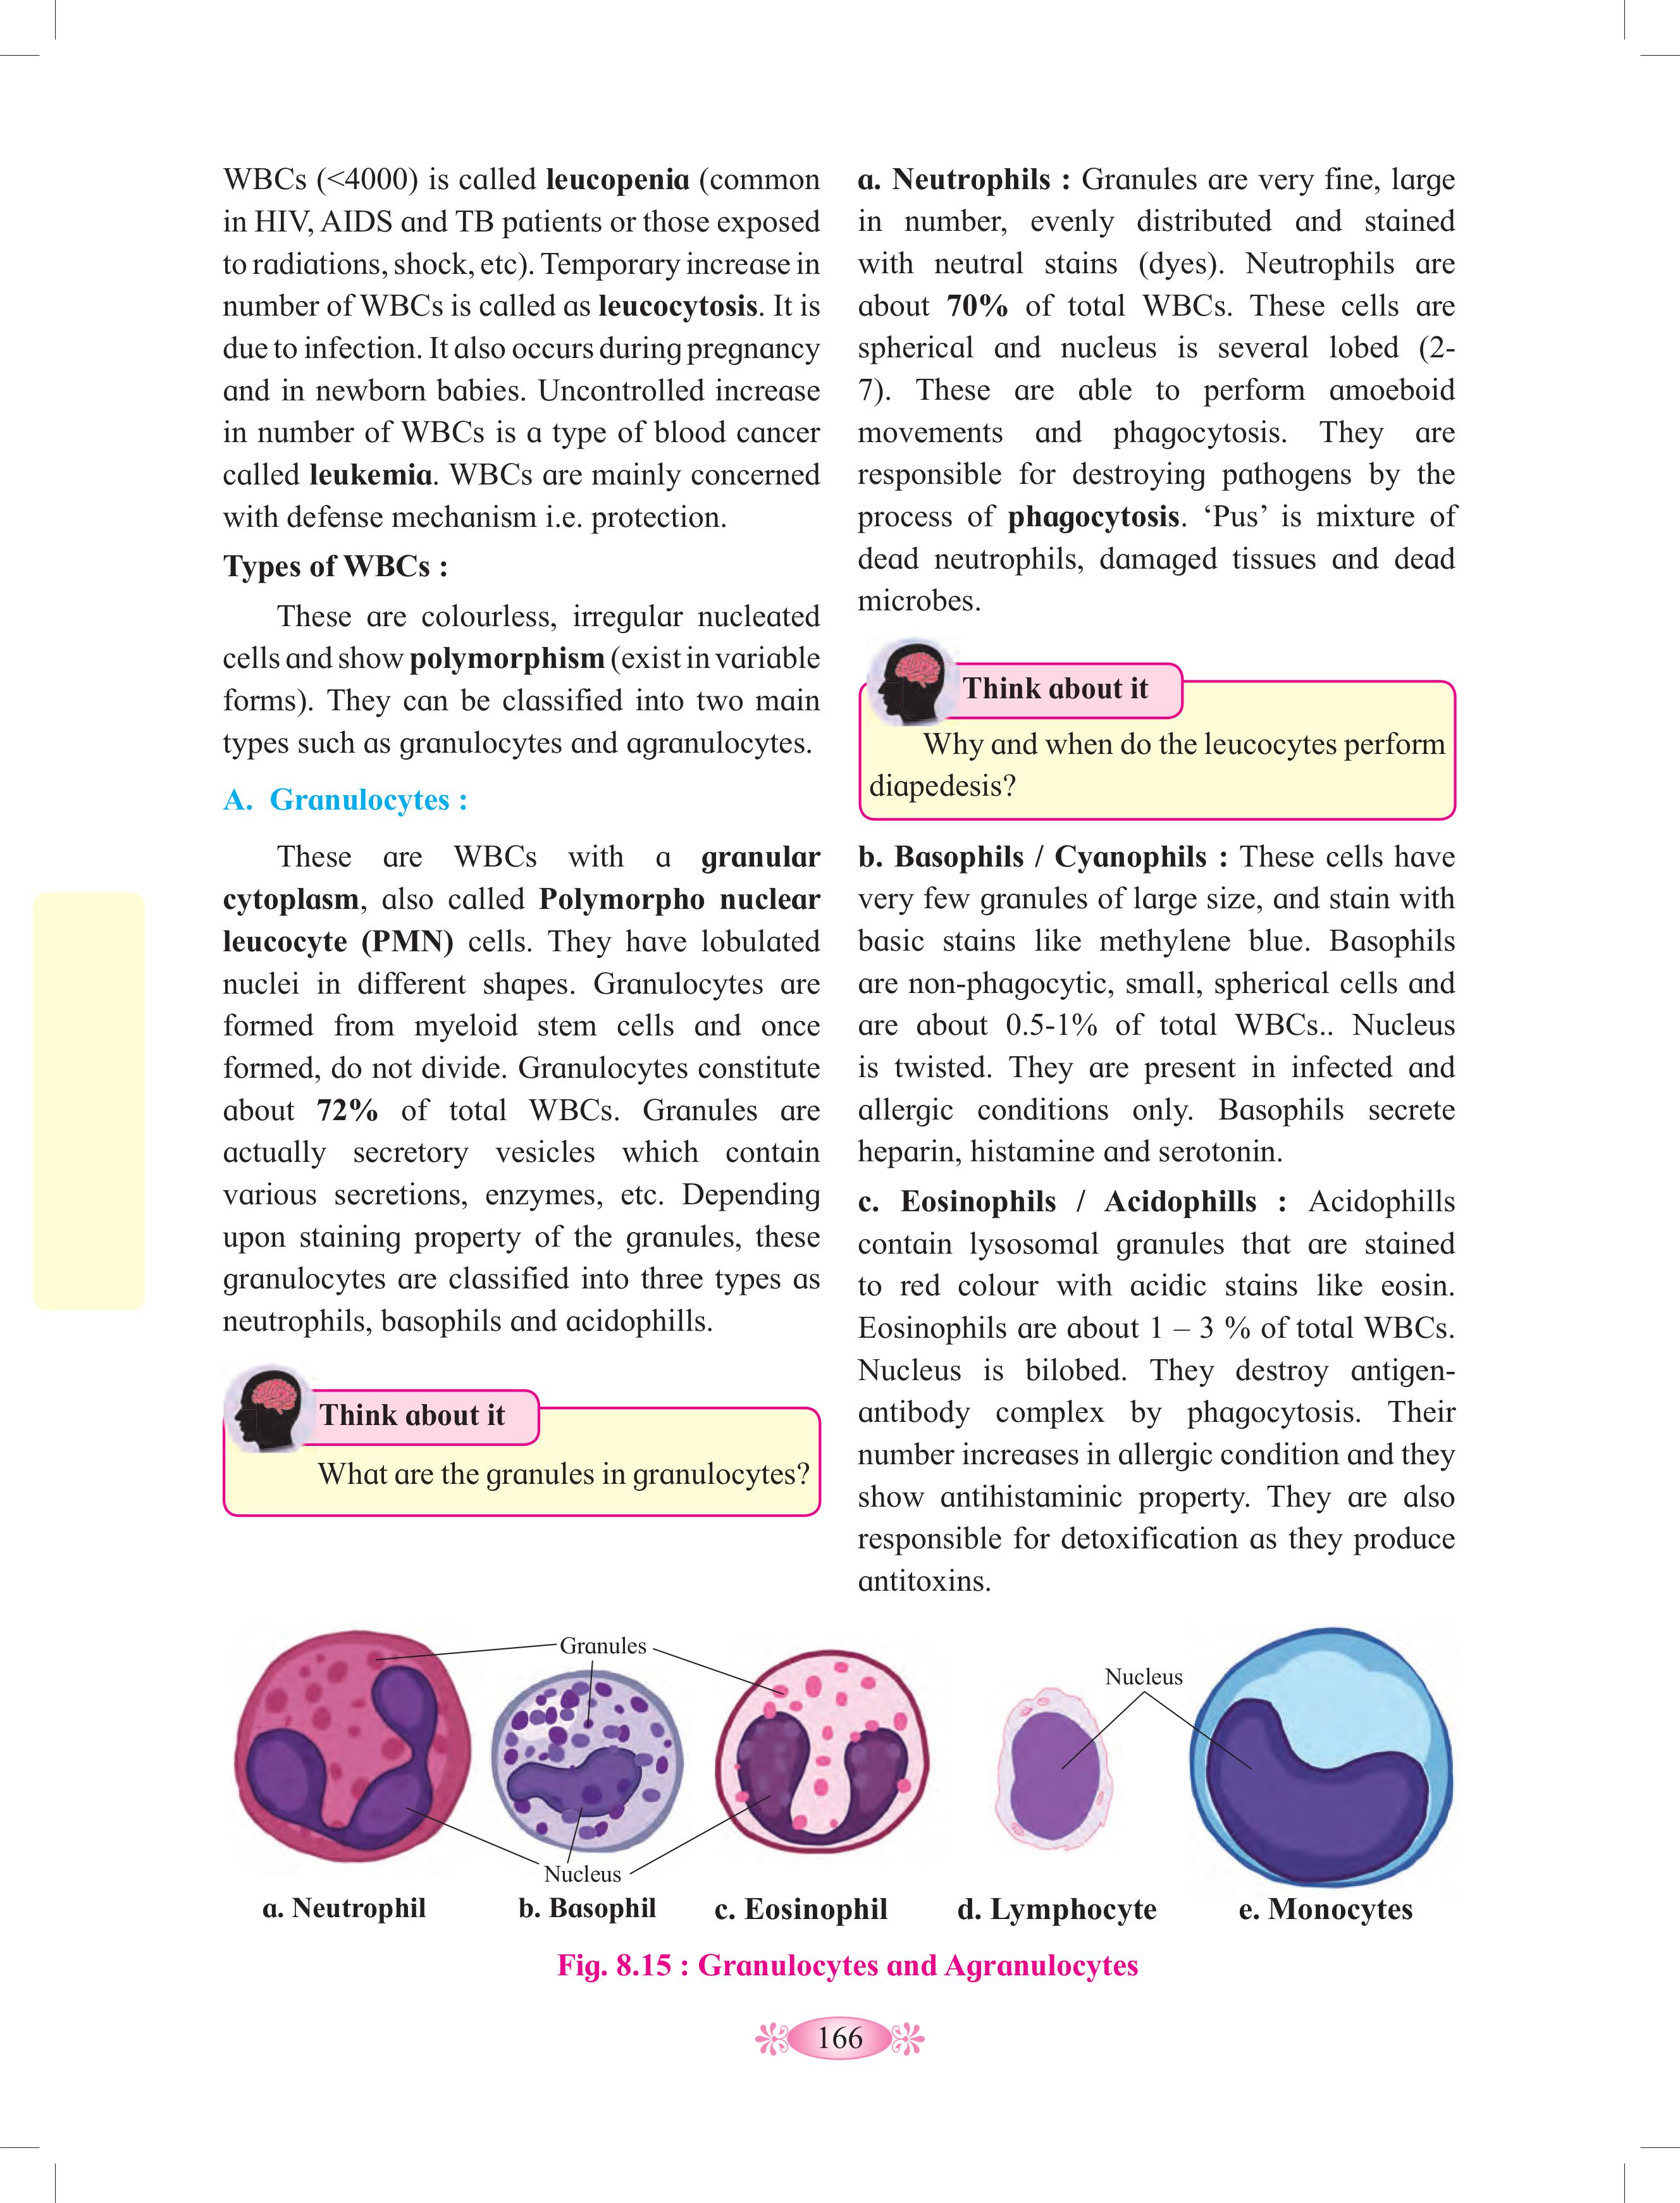 WBCs (<4000) is called leucopenia (common
in HIV, AIDS and TB patients or those exposed
to radiations, shock, etc). Temporary increase in
number of WBCs is called as leucocytosis. It is
due to infection. It also occurs during pregnancy
and in newborn babies. Uncontrolled increase
in number of WBCs is a type of blood cancer
called leukemia. WBCs are mainly concerned
with defense mechanism i.e. protection.
Types of WBCs :
These are colourless, irregular nucleated
cells and show polymorphism (exist in variable
forms). They can be classified into two main
types such as granulocytes and agranulocytes.
A. Granulocytes :
These are WBCs with a granular
cytoplasm, also called Polymorpho nuclear
leucocyte (PMN) cells. They have lobulated
nuclei in different shapes. Granulocytes are
formed from myeloid stem cells and once
formed, do not divide. Granulocytes constitute
about 72% of total WBCs. Granules are
actually secretory vesicles which contain
various secretions, enzymes, etc. Depending
upon staining property of the granules, these
granulocytes are classified into three types as
neutrophils, basophils and acidophills.
Think about it
What are the granules in granulocytes?
a. Neutrophils : Granules are very fine, large
in number, evenly distributed and stained
with neutral stains (dyes). Neutrophils are
about 70% of total WBCs. These cells are
spherical and nucleus is several lobed (2-
7). These are able to perform amoeboid
movements and phagocytosis. They are
responsible for destroying pathogens by the
process of phagocytosis. ‘Pus’ is mixture of
dead neutrophils, damaged tissues and dead
microbes.
Think about it
Why and when do the leucocytes perform
diapedesis?
b. Basophils / Cyanophils : These cells have
very few granules of large size, and stain with
basic stains like methylene blue. Basophils
are non-phagocytic, small, spherical cells and
are about 0.5-1% of total WBCs.. Nucleus
is twisted. They are present in infected and
allergic conditions only. Basophils secrete
heparin, histamine and serotonin.
c. Eosinophils / Acidophills : Acidophills
contain lysosomal granules that are stained
to red colour with acidic stains like eosin.
Eosinophils are about 1 – 3 % of total WBCs.
Nucleus is bilobed. They destroy antigen-
antibody complex by phagocytosis. Their
number increases in allergic condition and they
show antihistaminic property. They are also
responsible for detoxification as they produce
antitoxins.
Granules
Nucleus
Nucleus
a. Neutrophil
b. Basophil
c. Eosinophil
d. Lymphocyte
e. Monocytes
Fig. 8.15 : Granulocytes and Agranulocytes
166